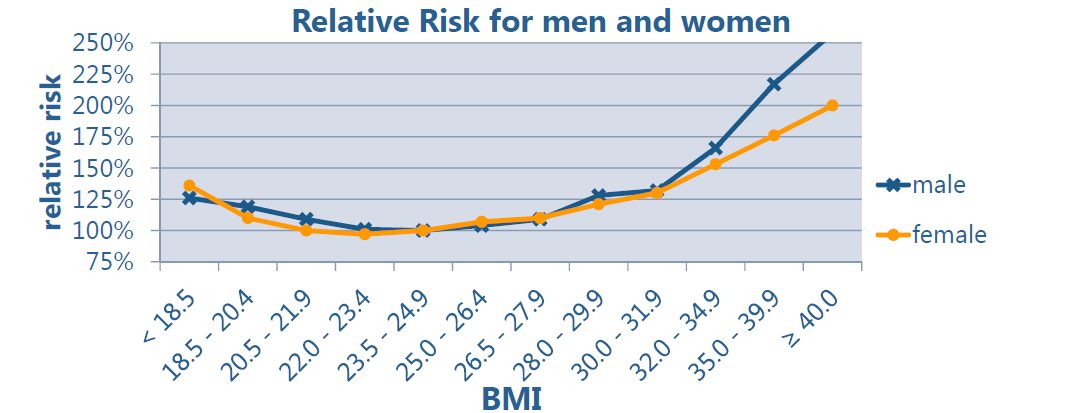 Relative Risk for men and women
250%
225%
200%
175%
150%
125%
100%
75%
relative risk
male
female
< 18.5
18.5 - 20.4
20.5 - 21.9
22.0 - 23.4
23.5 - 24.9
25.0 - 26.4
26.5 - 27.9
28.0 - 29.9
30.0 - 31.9
32.0 - 34.9
35.0 - 39.9
≥ 40.0
BMI